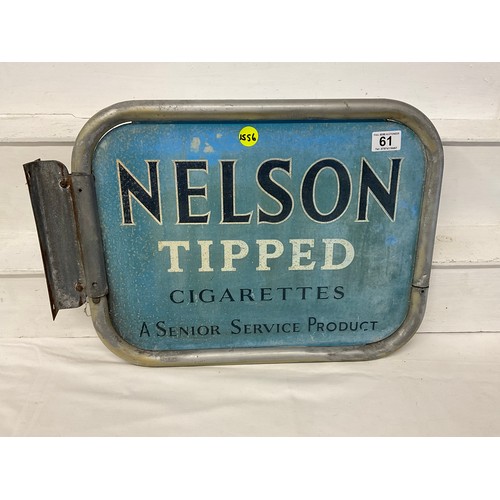 1556
61
NELSON
TIPPED
CIGARETTES
A SENIOR SERVICE PRODUCT